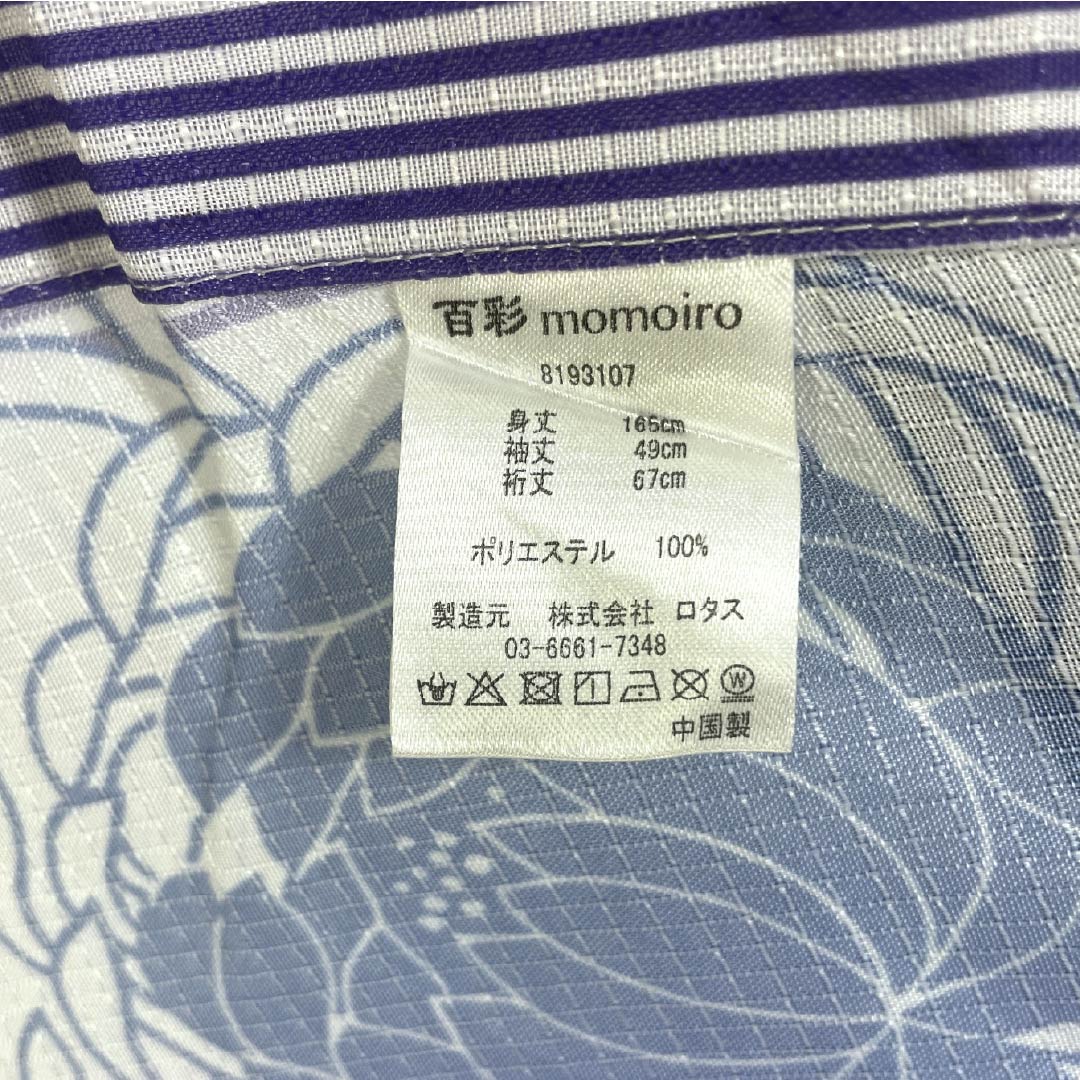 百彩 momoiro
8193107
身丈 165cm
袖丈 49cm
裄丈 67cm
ポリエステル 100%
製造元 株式会社 ロタス
03-6661-7348
中国製